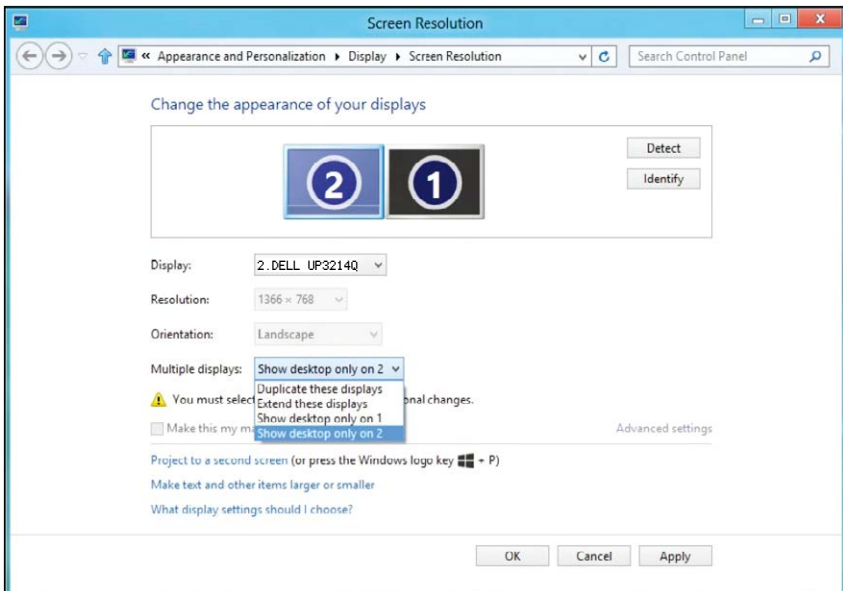 Screen Resolution
« Appearance and Personalization Display Screen Resolution
Search Control Panel
Change the appearance of your displays
2
1
Detect
Identify
Display: 2.DELL UP3214Q
Resolution: 1366 × 768
Orientation: Landscape
Multiple displays: Show desktop only on 2
Duplicate these displays
You must select onal changes.
Extend these displays
Show desktop only on 1
Make this my m Advanced settings
Show desktop only on 2
Project to a second screen (or press the Windows logo key + P)
Make text and other items larger or smaller
What display settings should I choose?
OK Cancel Apply